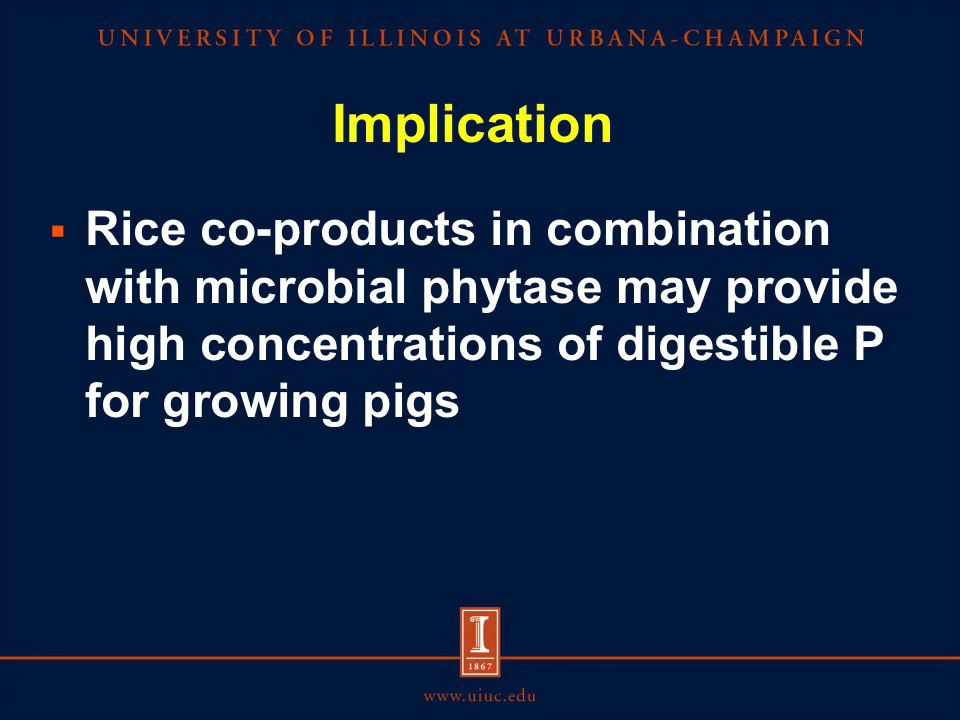 UNIVERSITY OF ILLINOIS AT URBANA-CHAMPAIGN
Implication
▪ Rice co-products in combination
with microbial phytase may provide
high concentrations of digestible P
for growing pigs
I
1867
www.uiuc.edu